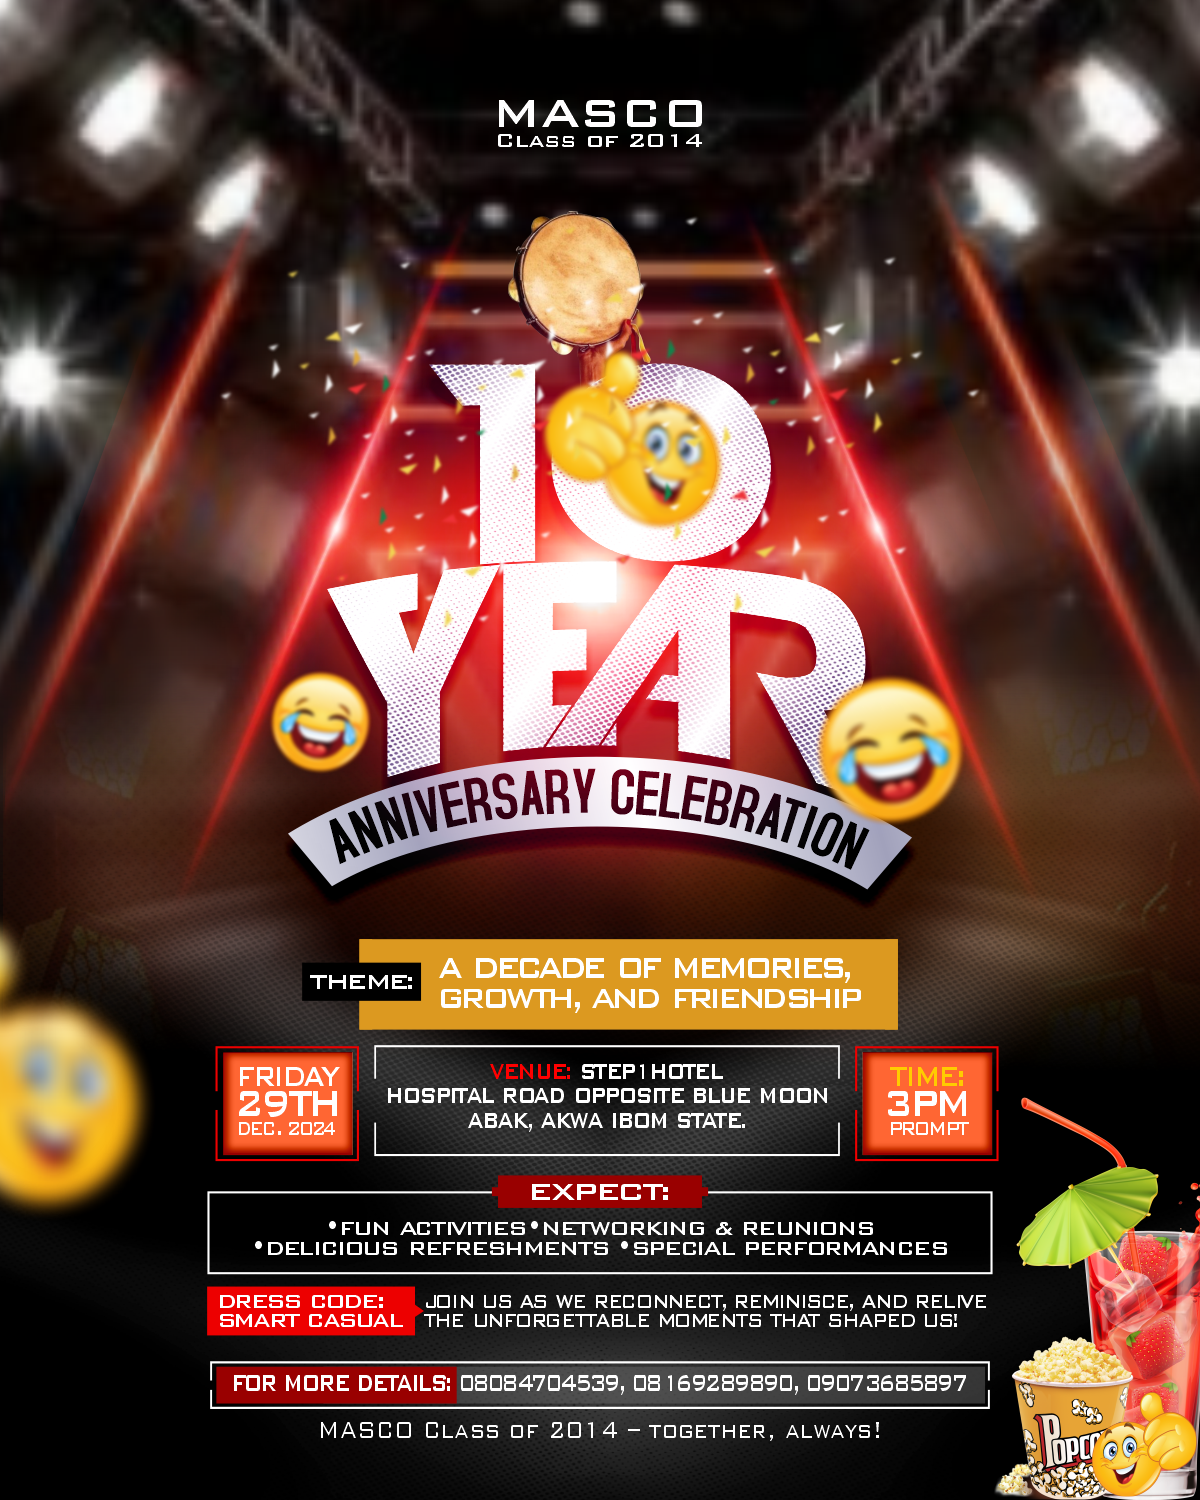 MASCO
CLASS OF 2014
10
YEAR
ANNIVERSARY CELEBRATION
THEME:
A DECADE OF MEMORIES,
GROWTH, AND FRIENDSHIP
FRIDAY
29TH
DEC. 2024
VENUE: STEP1HOTEL
HOSPITAL ROAD OPPOSITE BLUE MOON
ABAK, AKWA IBOM STATE.
TIME:
3PM
PROMPT
EXPECT:
•FUN ACTIVITIES •NETWORKING & REUNIONS
•DELICIOUS REFRESHMENTS •SPECIAL PERFORMANCES
DRESS CODE:
SMART CASUAL
JOIN US AS WE RECONNECT, REMINISCE, AND RELIVE
THE UNFORGETTABLE MOMENTS THAT SHAPED US!
FOR MORE DETAILS: 08084704539, 08169289890, 09073685897
MASCO CLASS OF 2014 – TOGETHER, ALWAYS!